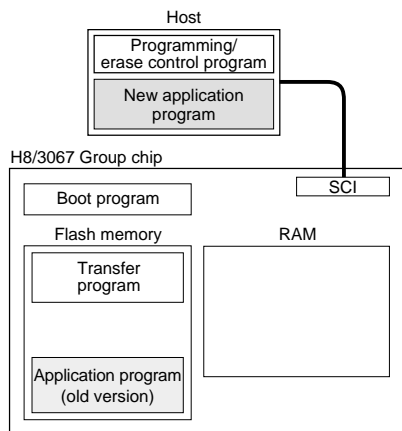 Host
Programming/
erase control program
New application
program
H8/3067 Group chip
SCI
Boot program
Flash memory
RAM
Transfer
program
Application program
(old version)